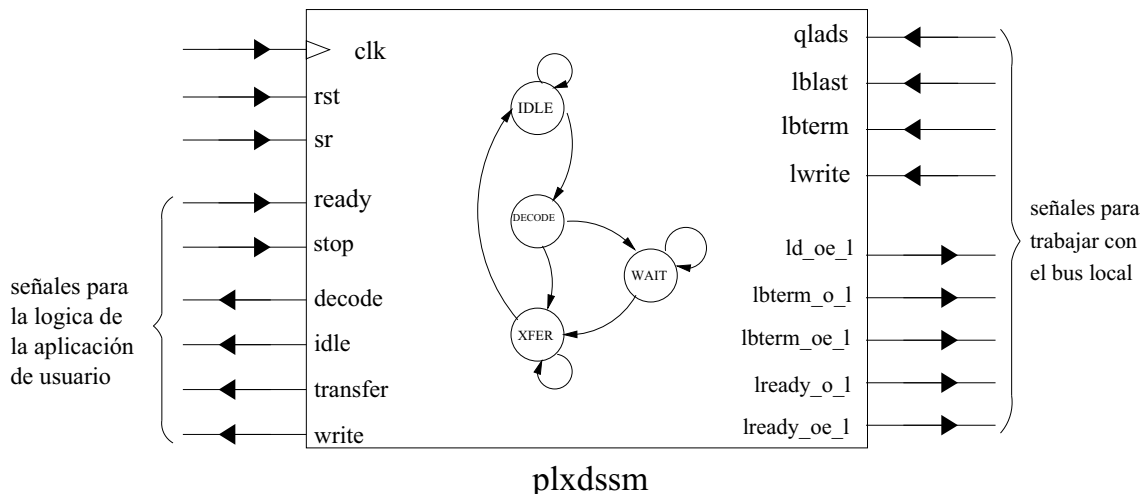 clk
rst
sr
ready
stop
decode
idle
transfer
write
señales para
la logica de
la aplicación
de usuario
IDLE
DECODE
WAIT
XFER
qlads
lblast
lbterm
lwrite
ld_oe_l
lbterm_o_l
lbterm_oe_l
lready_o_l
lready_oe_l
señales para
trabajar con
el bus local
plxdssm